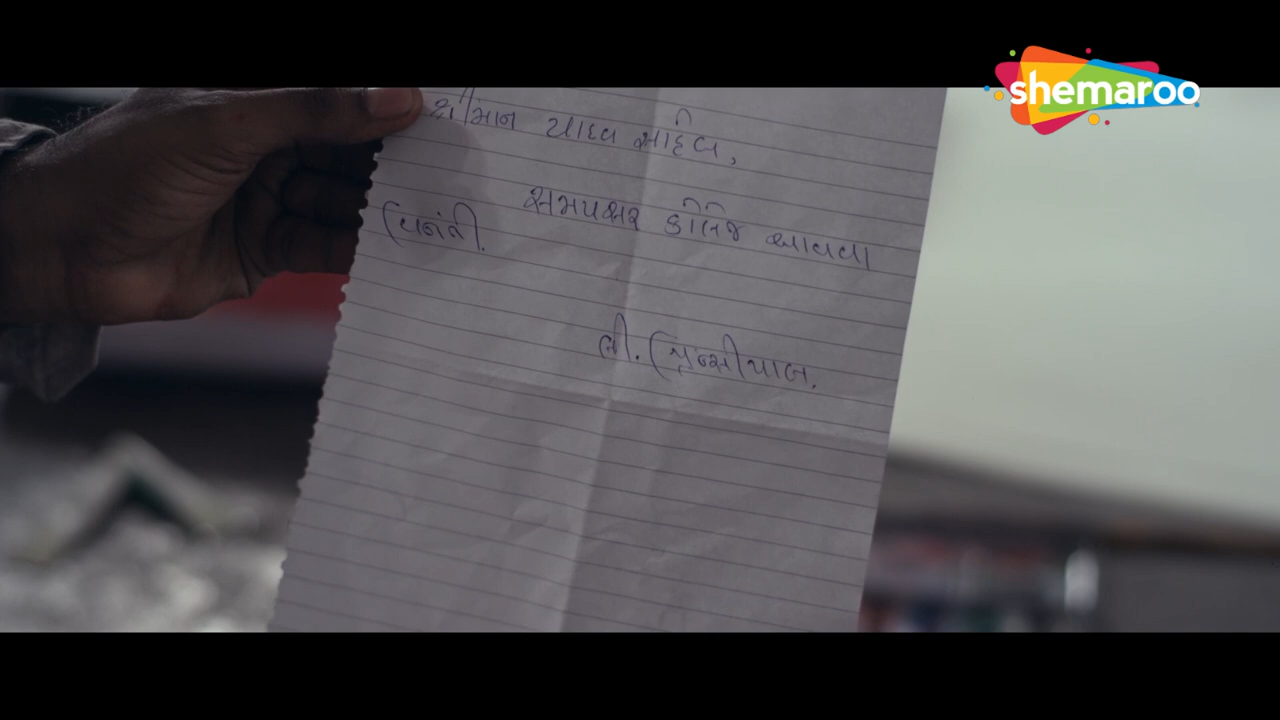 shemaroo
શ્રીમાન યાદવ સાહેબ,
સમયસર કોલેજ આવવા
વિનંતી.
લી. પ્રિન્સીપાલ.